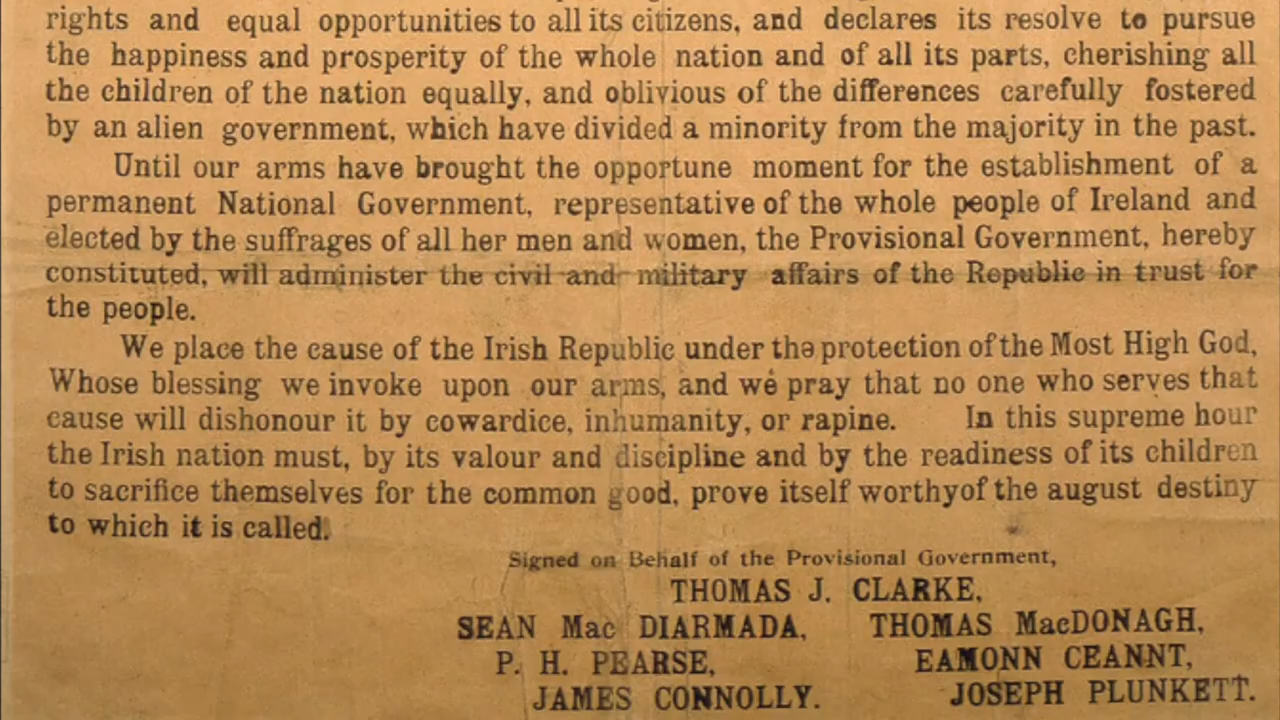 rights and equal opportunities to all its citizens, and declares its resolve to pursue
the happiness and prosperity of the whole nation and of all its parts, cherishing all
the children of the nation equally, and oblivious of the differences carefully fostered
by an alien government, which have divided a minority from the majority in the past.
Until our arms have brought the opportune moment for the establishment of a
permanent National Government, representative of the whole people of Ireland and
elected by the suffrages of all her men and women, the Provisional Government, hereby
constituted, will administer the civil and military affairs of the Republic in trust for
the people.
We place the cause of the Irish Republic under the protection of the Most High God,
Whose blessing we invoke upon our arms, and we pray that no one who serves that
cause will dishonour it by cowardice, inhumanity, or rapine. In this supreme hour
the Irish nation must, by its valour and discipline and by the readiness of its children
to sacrifice themselves for the common good, prove itself worthy of the august destiny
to which it is called.
Signed on Behalf of the Provisional Government,
THOMAS J. CLARKE,
SEAN Mac DIARMADA, THOMAS MacDONAGH,
P. H. PEARSE, EAMONN CEANNT,
JAMES CONNOLLY. JOSEPH PLUNKETT.